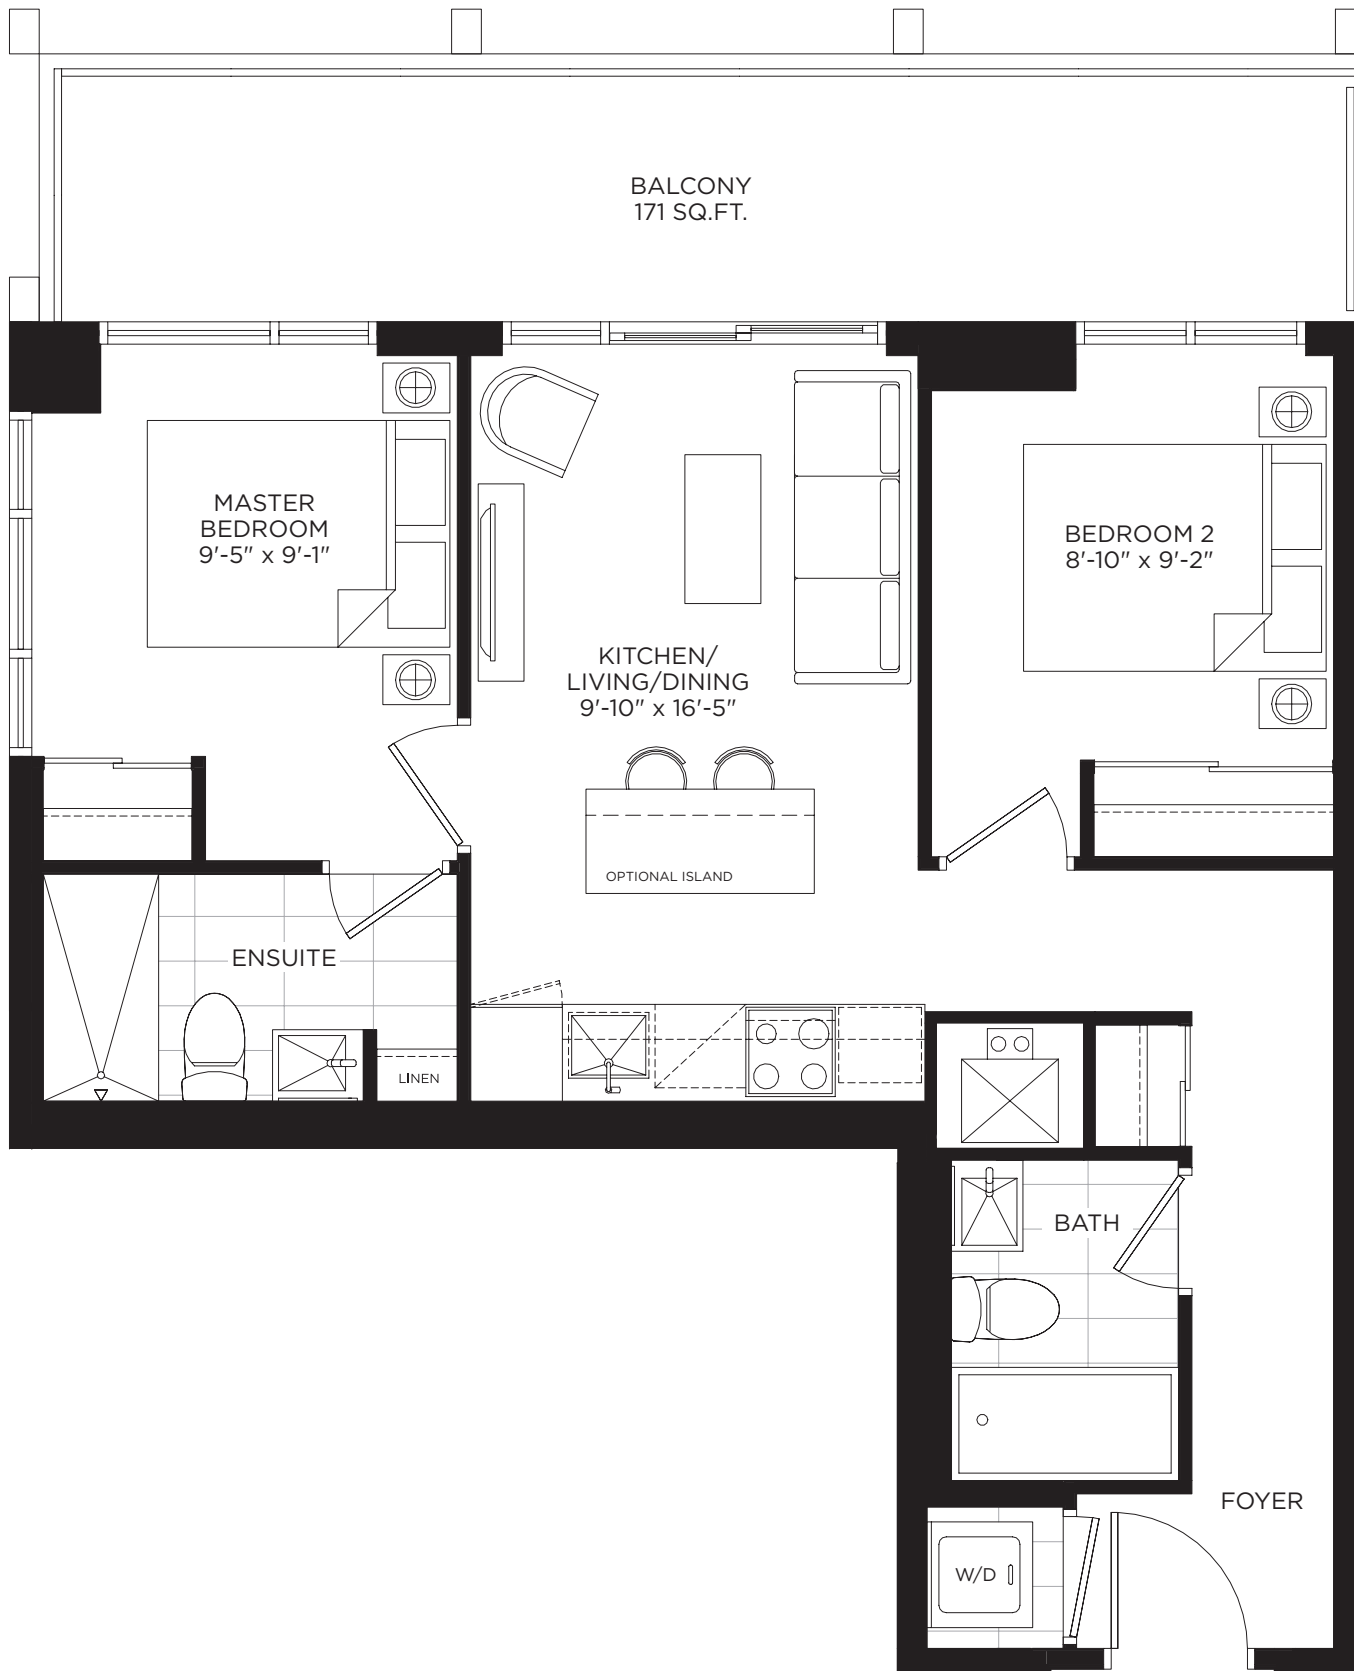 BALCONY
171 SQ.FT.
MASTER
BEDROOM
9'-5" x 9'-1"
BEDROOM 2
8'-10" x 9'-2"
KITCHEN/
LIVING/DINING
9'-10" x 16'-5"
OPTIONAL ISLAND
ENSUITE
LINEN
BATH
FOYER
W/D